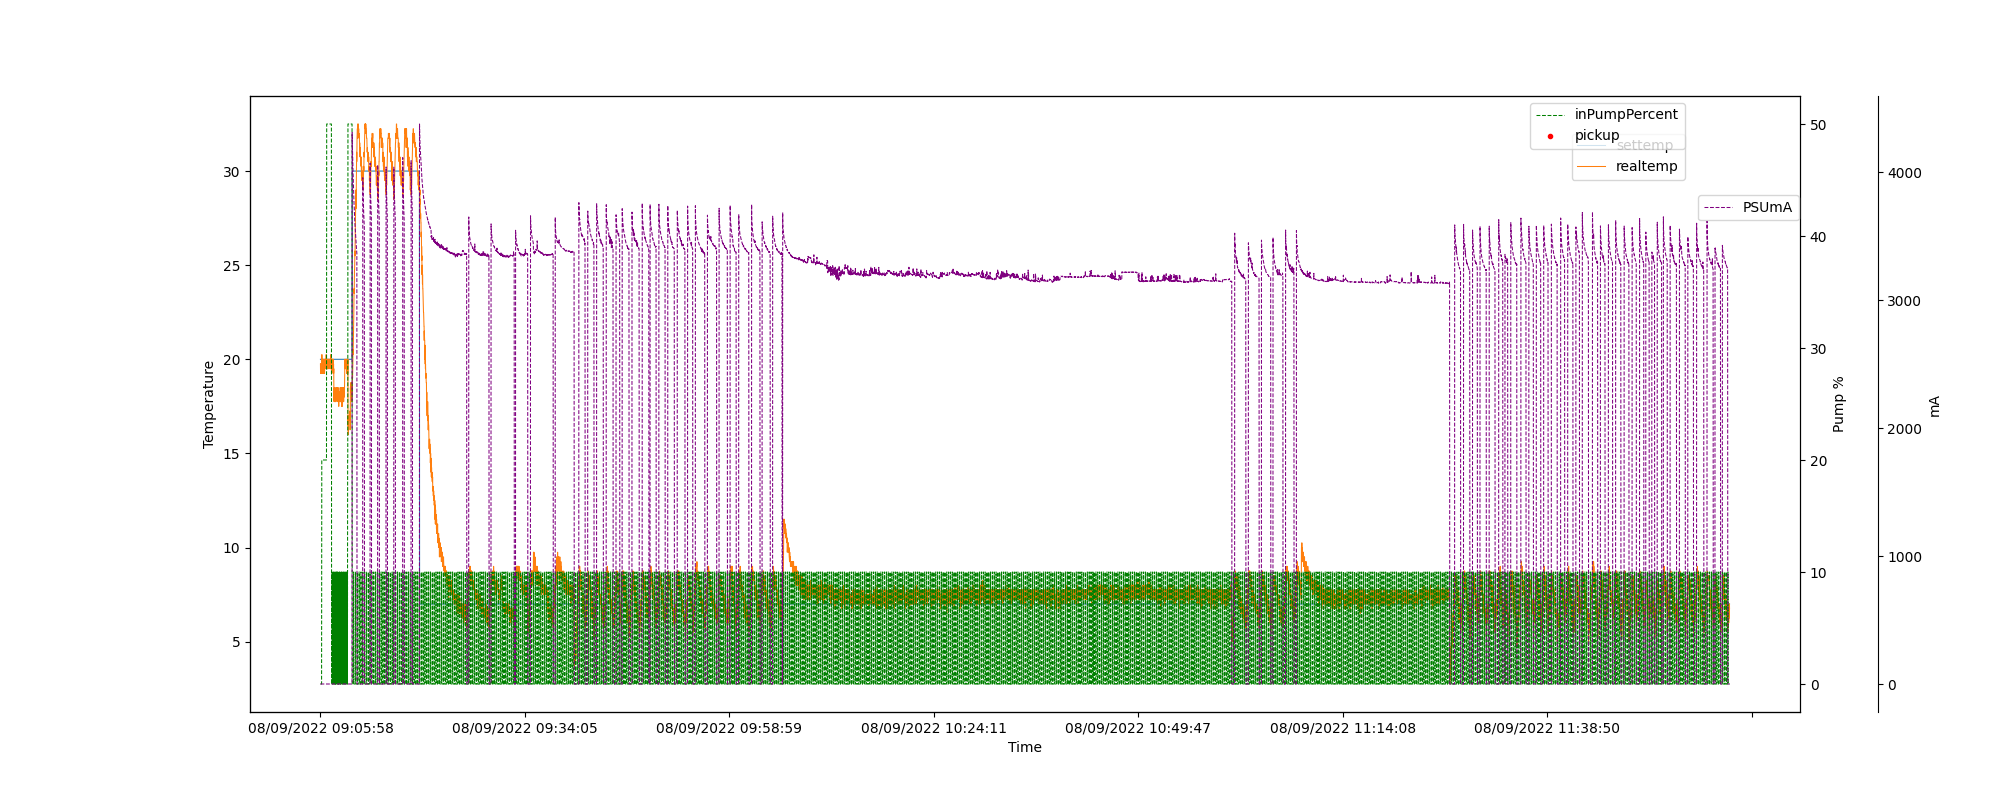 inPumpPercent
pickup
settemp
realtemp
PSUmA
30
25
20
15
10
5
Temperature
50
40
30
20
10
0
Pump %
4000
3000
2000
1000
0
mA
08/09/2022 09:05:58
08/09/2022 09:34:05
08/09/2022 09:58:59
08/09/2022 10:24:11
08/09/2022 10:49:47
08/09/2022 11:14:08
08/09/2022 11:38:50
Time